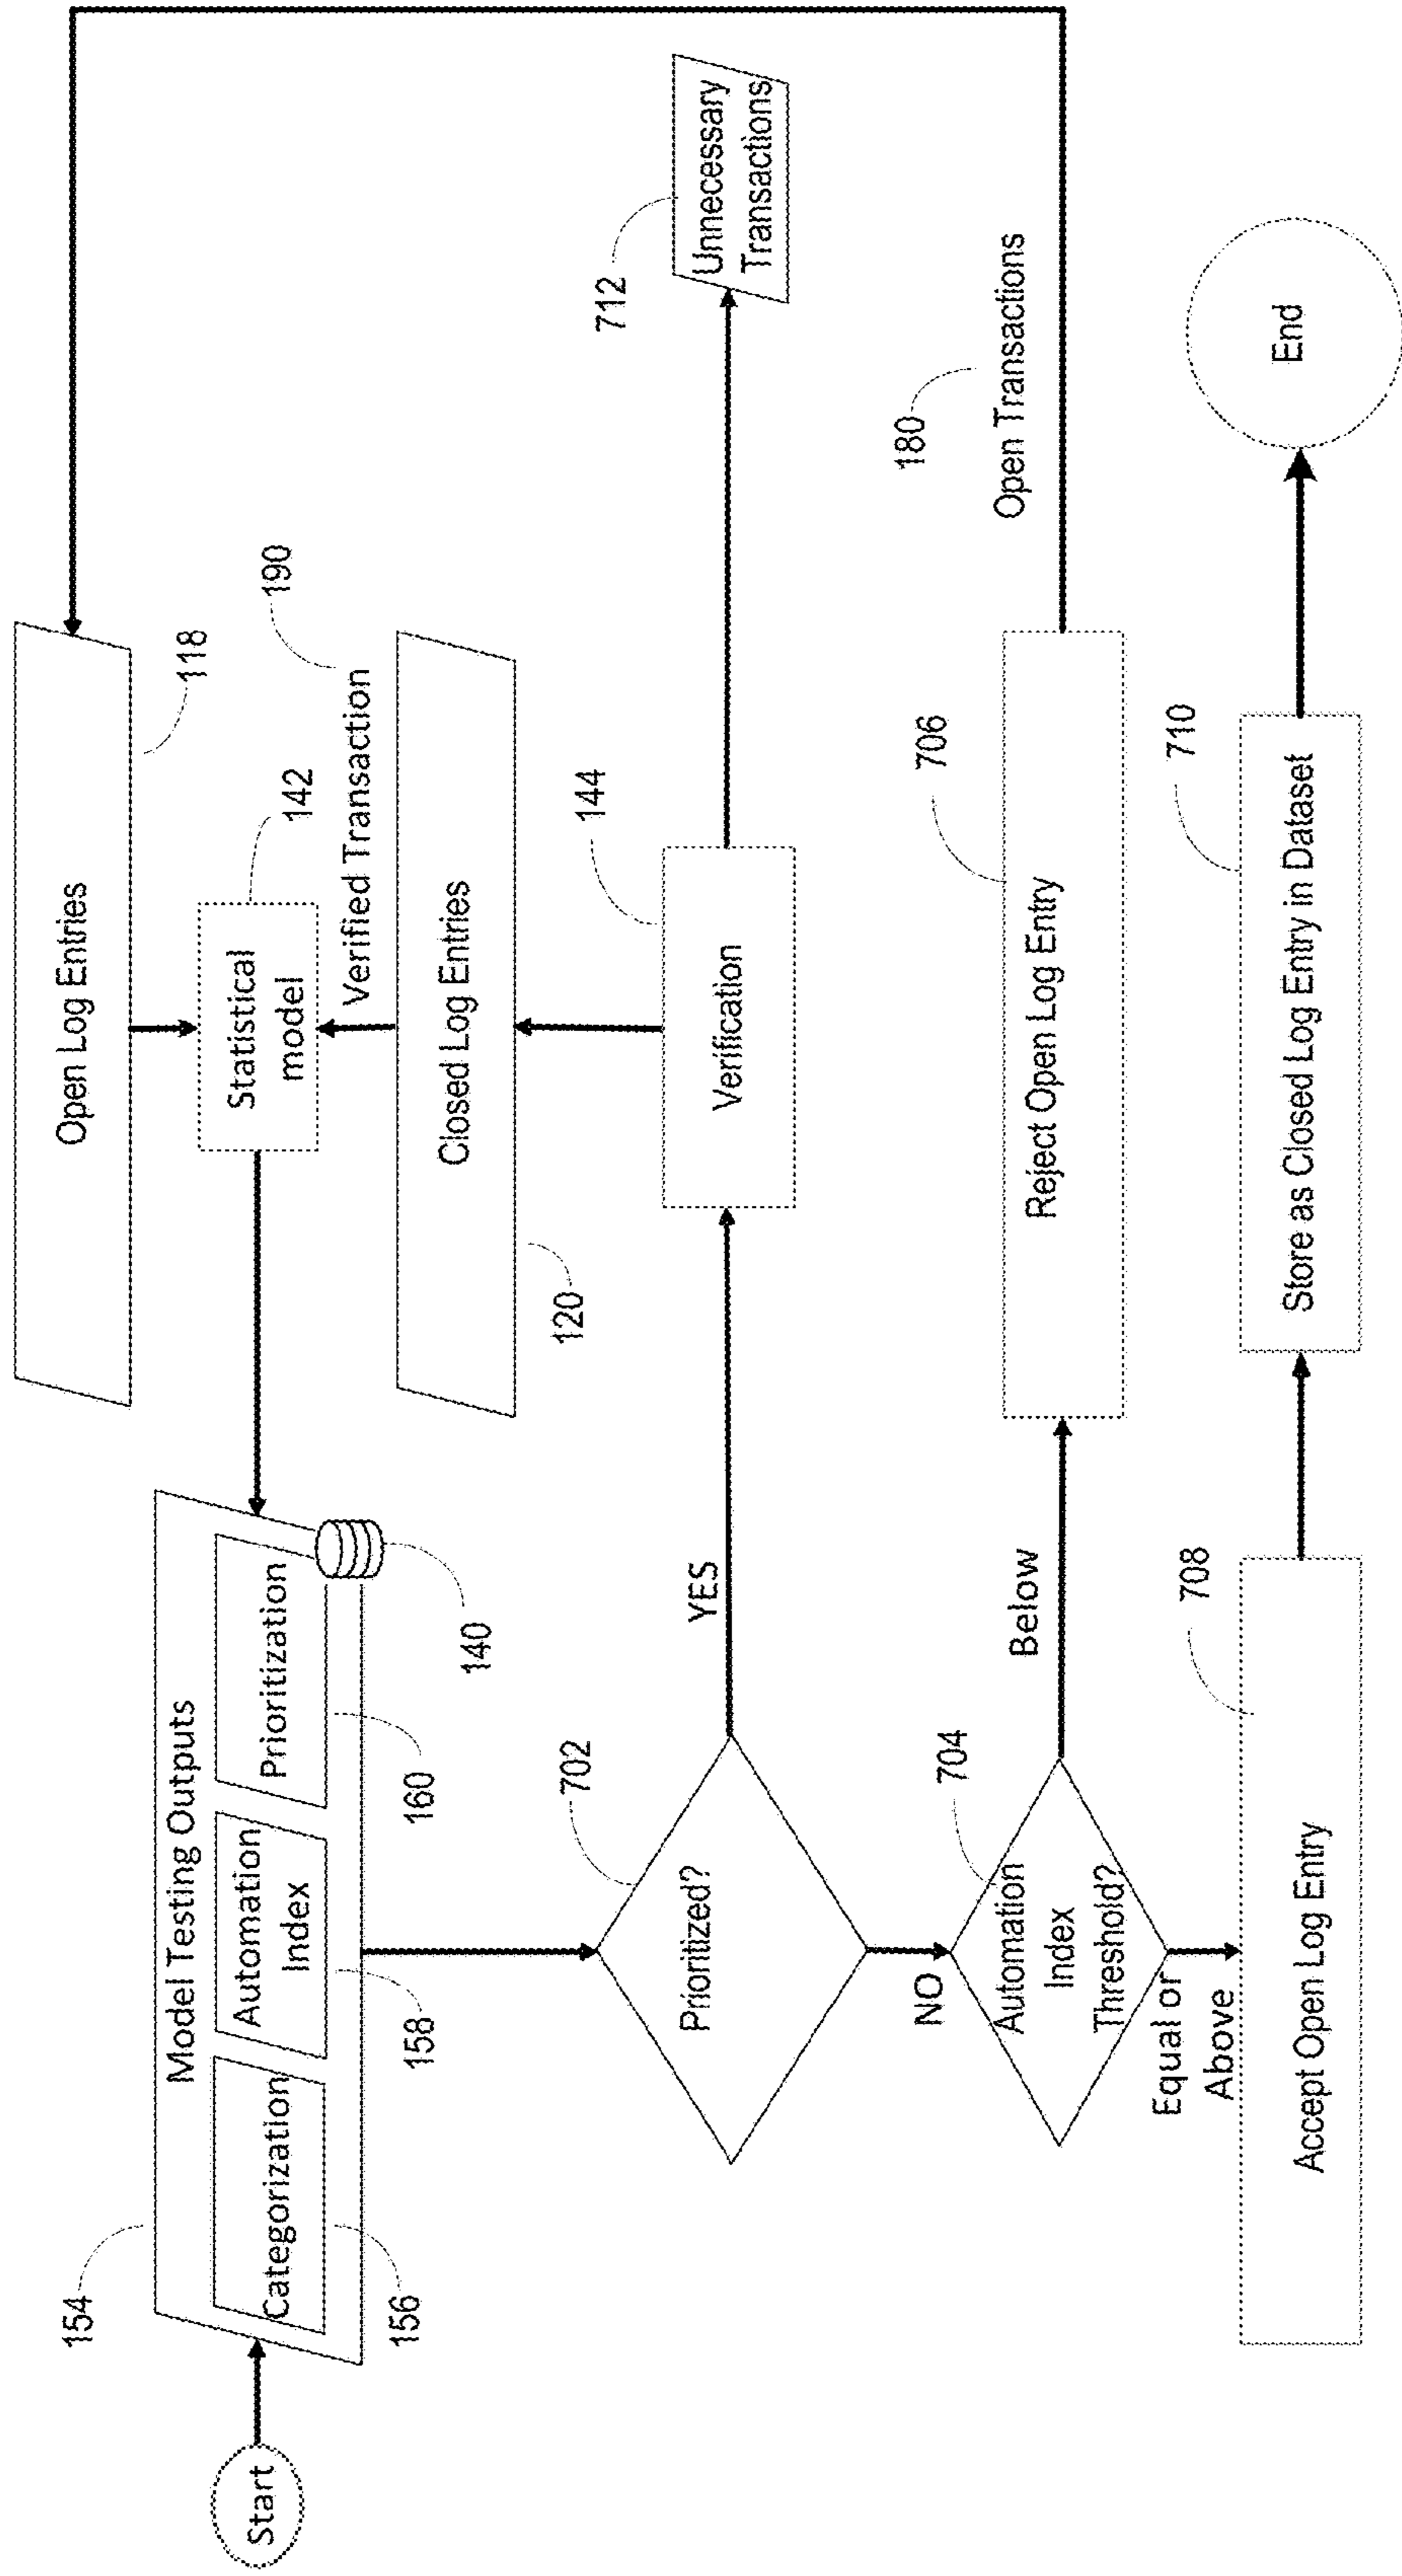 Start
154
Model Testing Outputs
Categorization
156
Automation
Index
158
Prioritization
160
140
Open Log Entries
118
Statistical
model
142
Verified Transaction
190
Closed Log Entries
120
Prioritized?
702
YES
Verification
144
Unnecessary
Transactions
712
NO
Automation
Index
Threshold?
704
Below
Reject Open Log Entry
706
Open Transactions
180
Equal or
Above
Accept Open Log Entry
708
Store as Closed Log Entry in Dataset
710
End